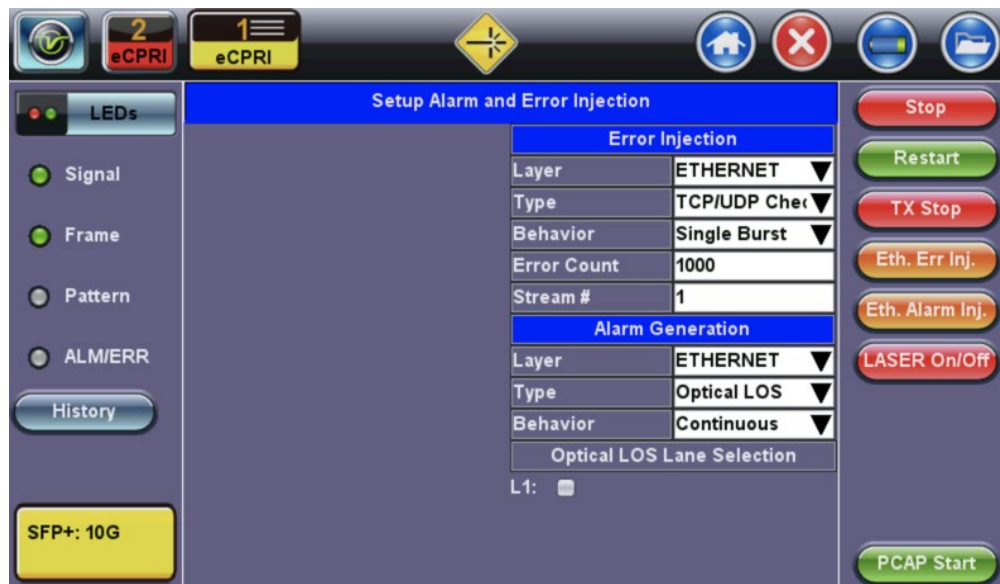 2
eCPRI
1
eCPRI
LEDs
Signal
Frame
Pattern
ALM/ERR
History
SFP+: 10G
Setup Alarm and Error Injection
Error Injection
Layer ETHERNET
Type TCP/UDP Chec
Behavior Single Burst
Error Count 1000
Stream # 1
Alarm Generation
Layer ETHERNET
Type Optical LOS
Behavior Continuous
Optical LOS Lane Selection
L1:
Stop
Restart
TX Stop
Eth. Err Inj.
Eth. Alarm Inj.
LASER On/Off
PCAP Start